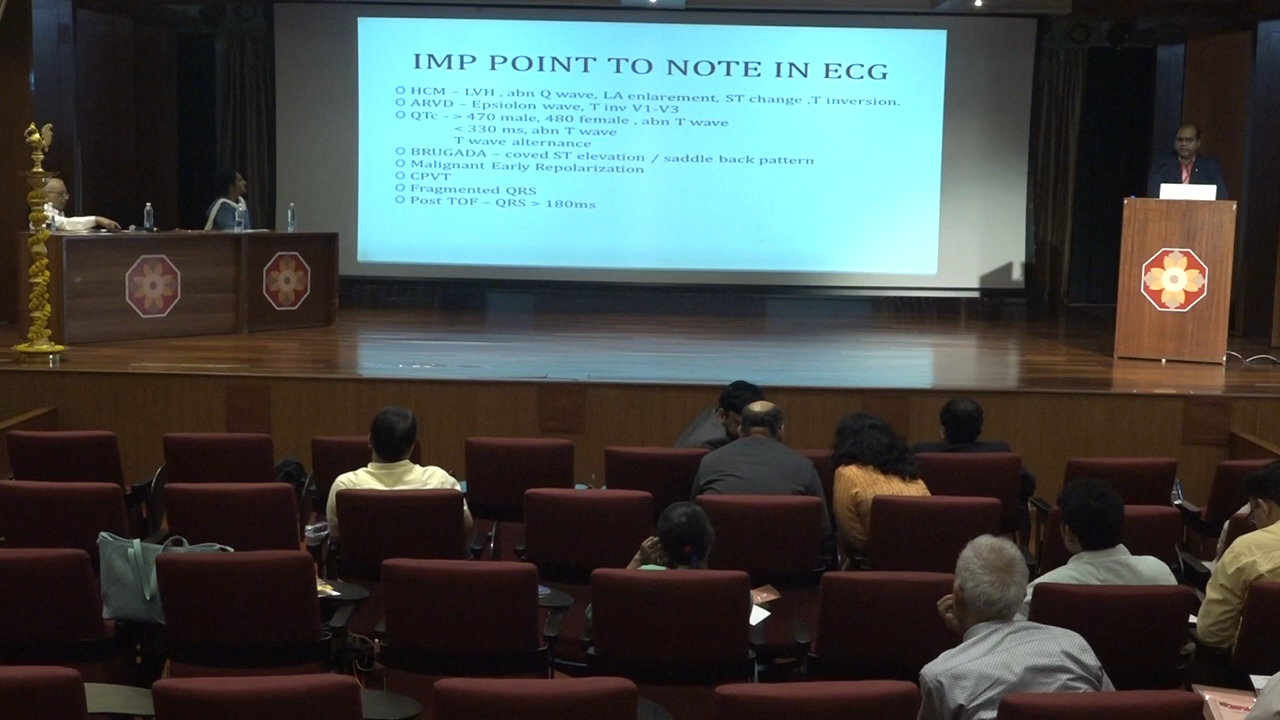 IMP POINT TO NOTE IN ECG
HCM – LVH , abn Q wave, LA enlarement, ST change ,T inversion.
ARVD – Epsiolon wave, T inv V1-V3
QTc - > 470 male, 480 female , abn T wave
< 330 ms, abn T wave
T wave alternance
BRUGADA – coved ST elevation / saddle back pattern
Malignant Early Repolarization
CPVT
Fragmented QRS
Post TOF – QRS > 180ms